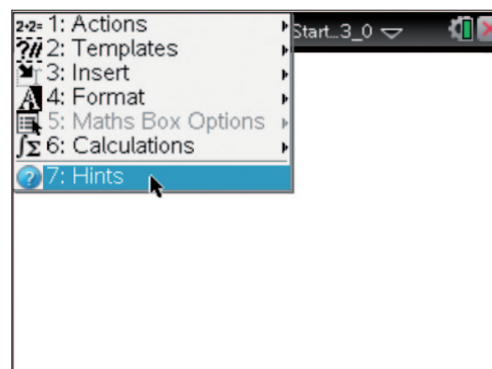 1: Actions
Start...3_0
2: Templates
3: Insert
4: Format
5: Maths Box Options
6: Calculations
7: Hints